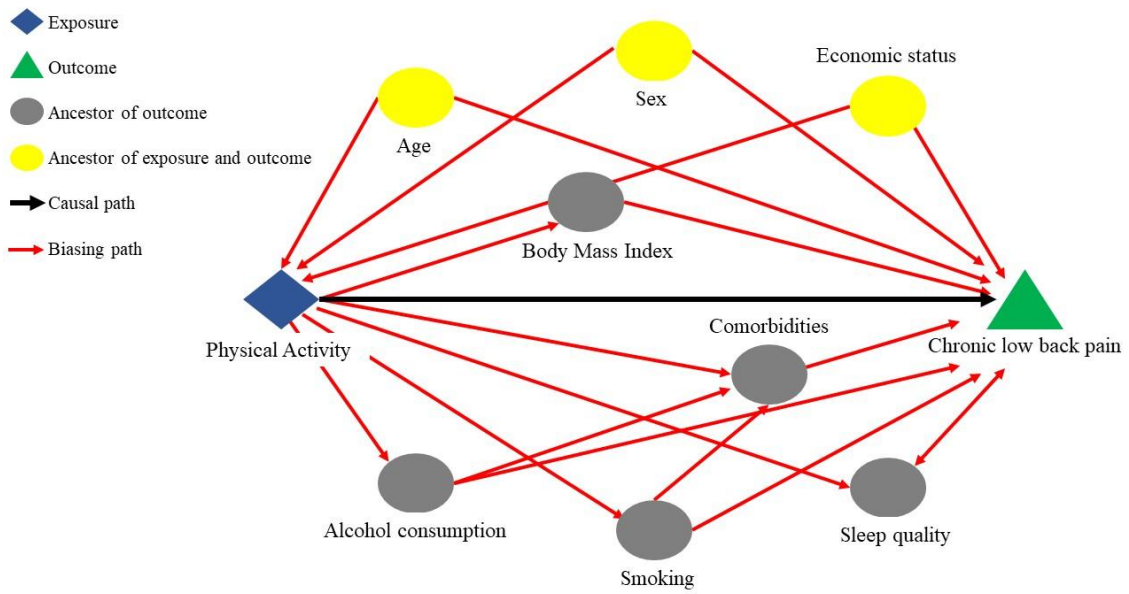 Exposure
Outcome
Ancestor of outcome
Ancestor of exposure and outcome
Causal path
Biasing path
Age
Sex
Economic status
Body Mass Index
Physical Activity
Comorbidities
Chronic low back pain
Alcohol consumption
Smoking
Sleep quality